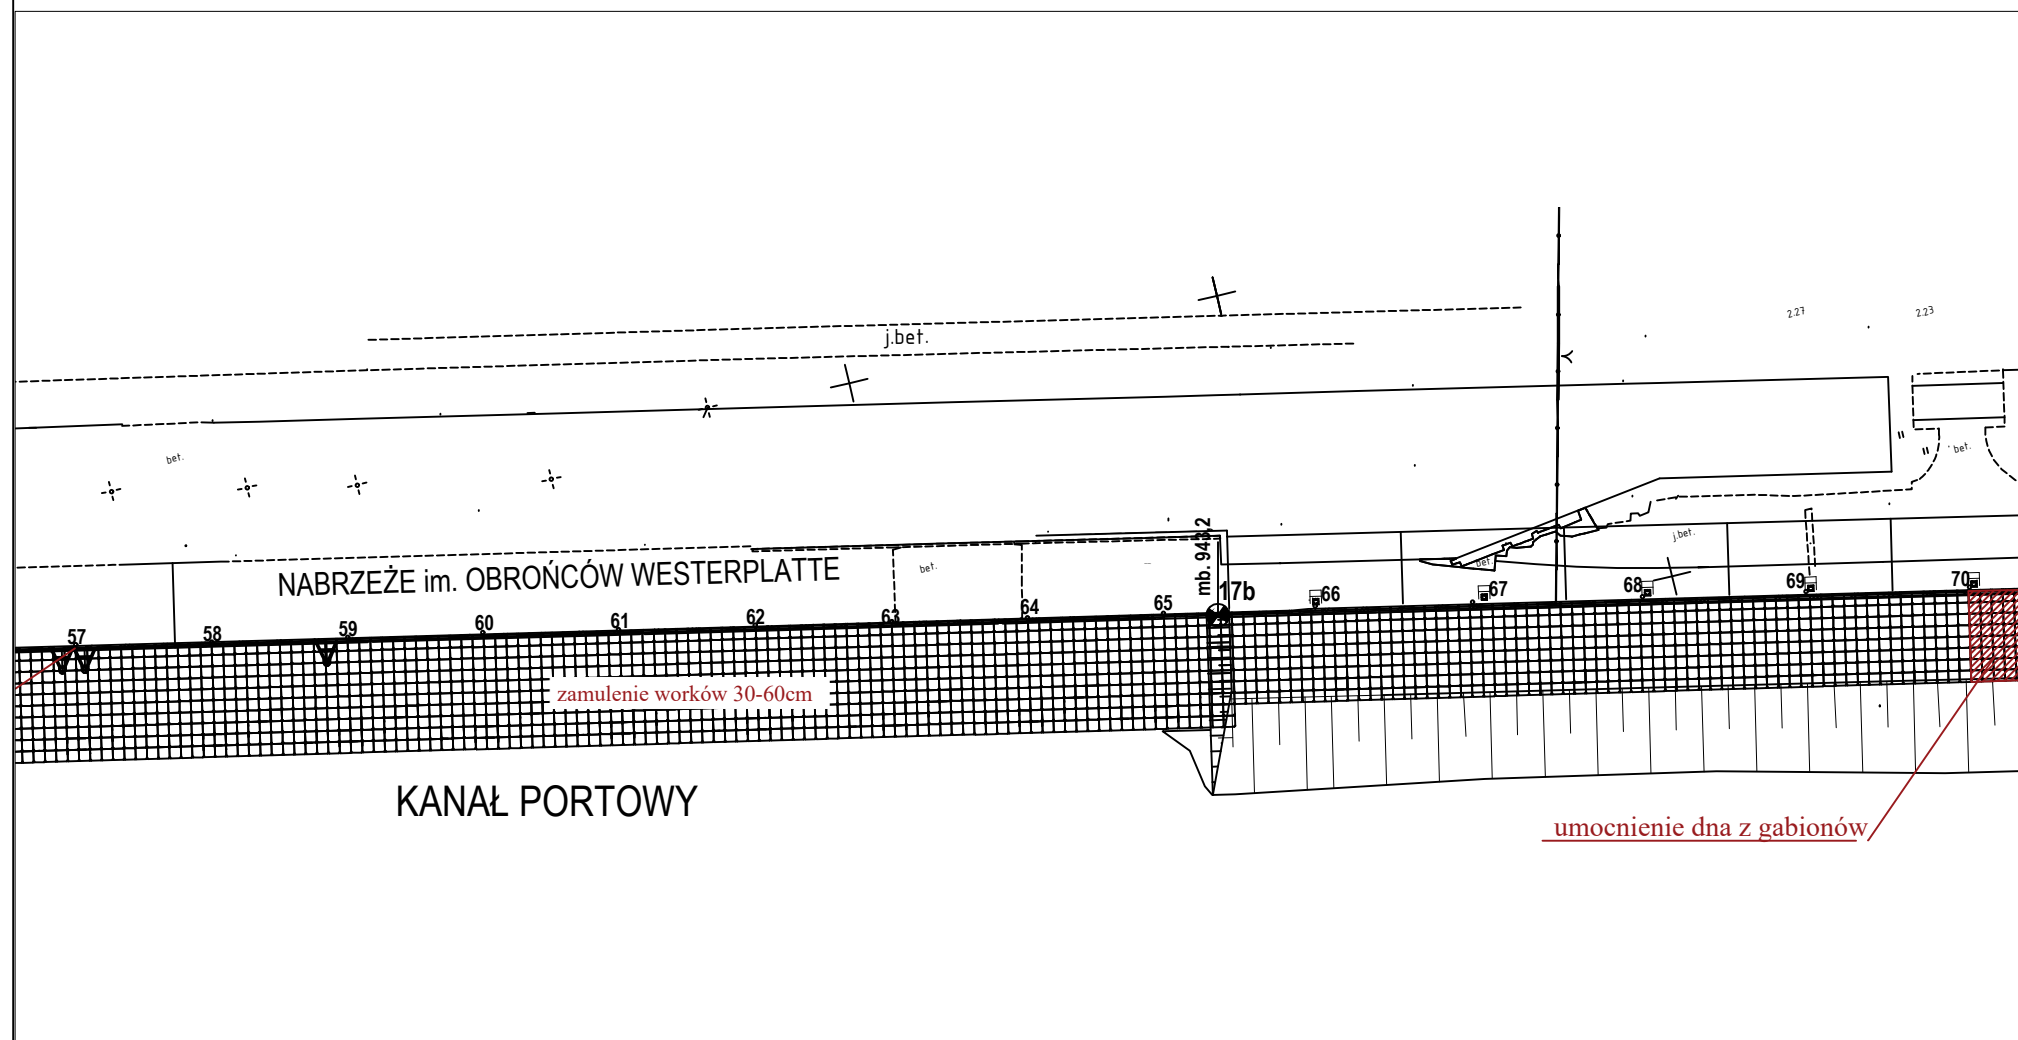 2.27
2.23
j.bet.
bet.
bet.
mb. 943,2
j.bet.
bet.
bet.
NABRZEŻE im. OBROŃCÓW WESTERPLATTE
57
58
59
60
61
62
63
64
65
17b
66
67
68
69
70
zamulenie worków 30-60cm
KANAŁ PORTOWY
umocnienie dna z gabionów